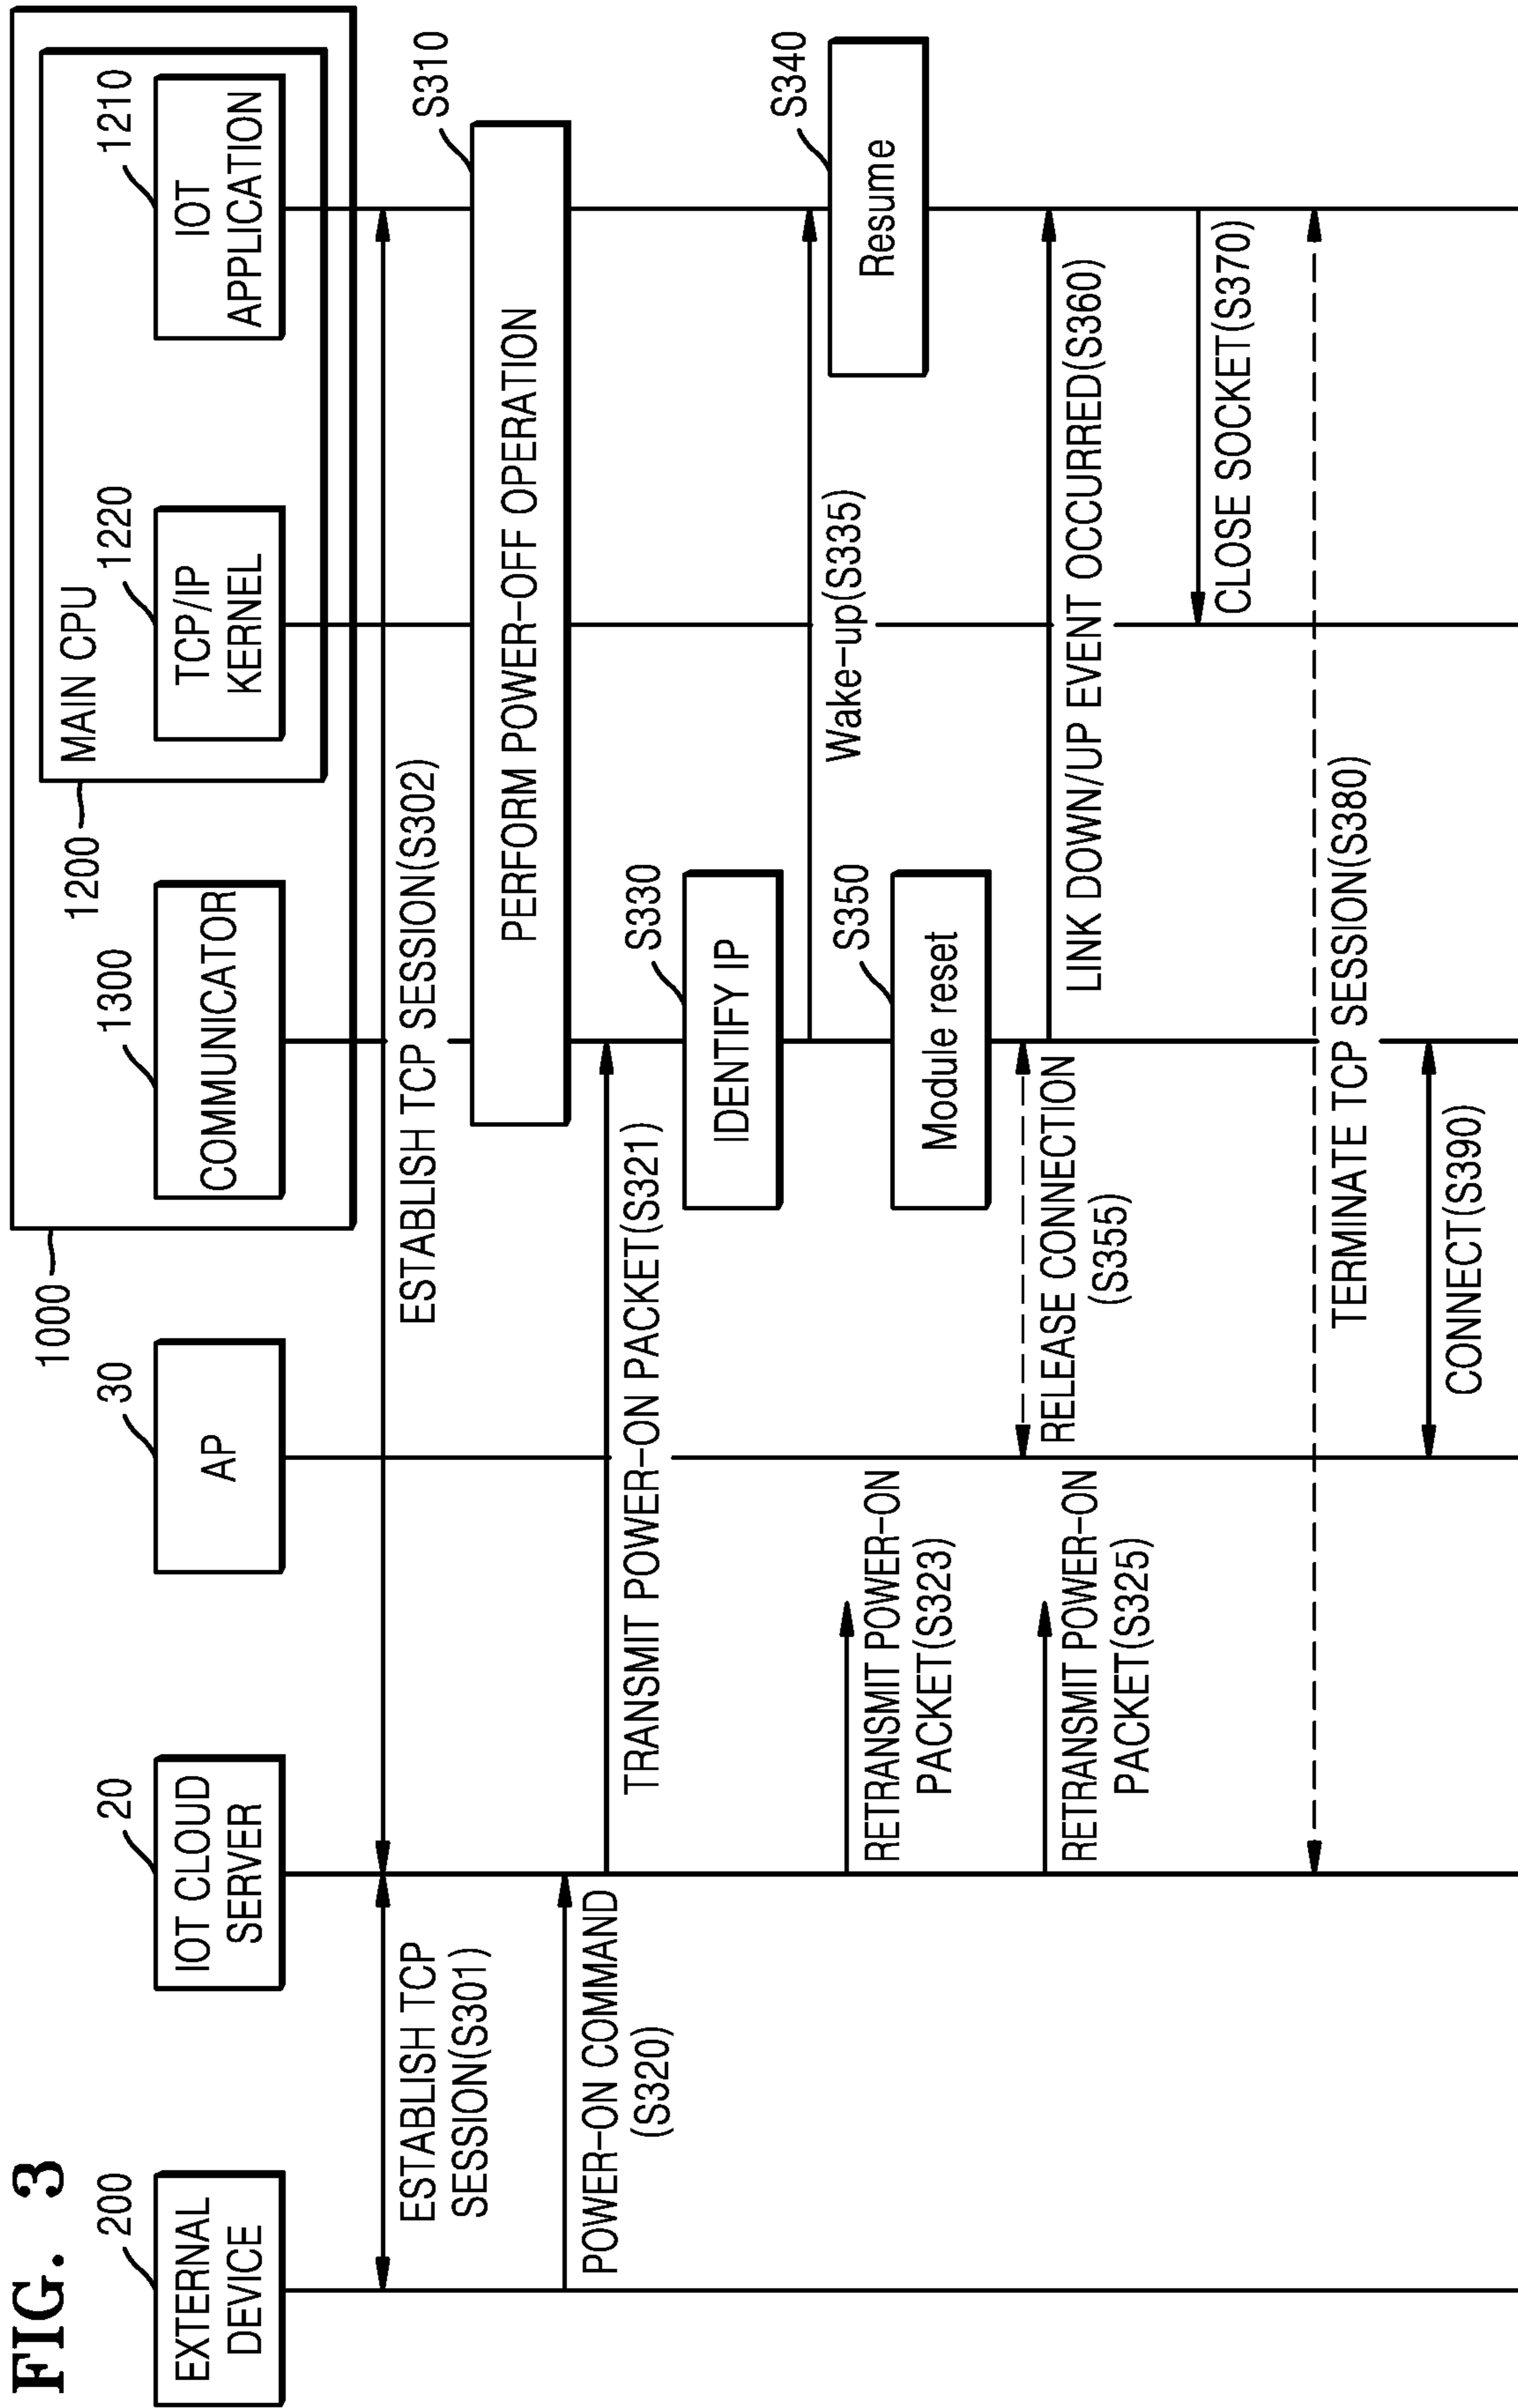 FIG. 3
200
EXTERNAL
DEVICE
20
IOT CLOUD
SERVER
30
AP
1000
1300
COMMUNICATOR
1200
MAIN CPU
1220
TCP/IP
KERNEL
1210
IOT
APPLICATION
ESTABLISH TCP
SESSION(S301)
ESTABLISH TCP SESSION(S302)
S310
PERFORM POWER-OFF OPERATION
POWER-ON COMMAND
(S320)
TRANSMIT POWER-ON PACKET(S321)
S330
IDENTIFY IP
Wake-up(S335)
S340
Resume
RETRANSMIT POWER-ON
PACKET(S323)
S350
Module reset
RELEASE CONNECTION
(S355)
RETRANSMIT POWER-ON
PACKET(S325)
LINK DOWN/UP EVENT OCCURRED(S360)
CLOSE SOCKET(S370)
TERMINATE TCP SESSION(S380)
CONNECT(S390)